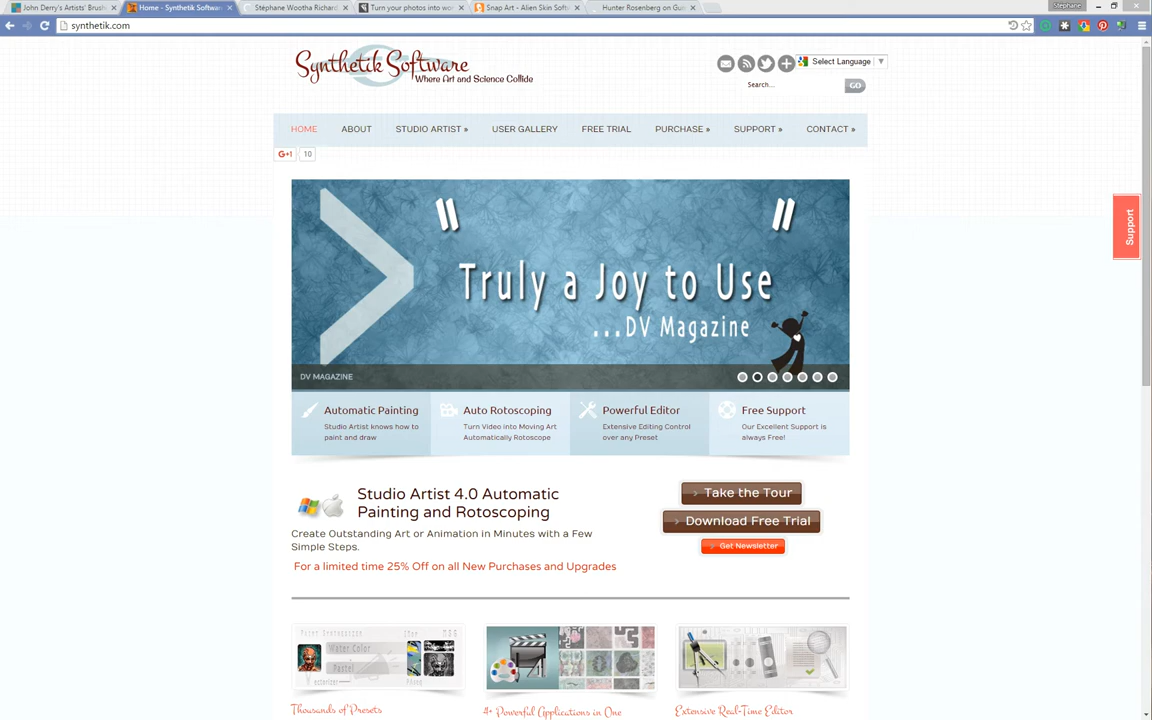 John Derry's Artists' Brush
Home - Synthetik Softwar
Stéphane Wootha Richard
Turn your photos into wor
Snap Art - Alien Skin Soft
Hunter Rosenberg on Gui
Stephane
synthetik.com
Synthetik Software
Where Art and Science Collide
Select Language
Search...
GO
HOME
ABOUT
STUDIO ARTIST »
USER GALLERY
FREE TRIAL
PURCHASE »
SUPPORT »
CONTACT »
G+1
10
Support
" "
Truly a Joy to Use
...DV Magazine
DV MAGAZINE
Automatic Painting
Studio Artist knows how to
paint and draw
Auto Rotoscoping
Turn Video into Moving Art
Automatically Rotoscope
Powerful Editor
Extensive Editing Control
over any Preset
Free Support
Our Excellent Support is
always Free!
Studio Artist 4.0 Automatic
Painting and Rotoscoping
Create Outstanding Art or Animation in Minutes with a Few
Simple Steps.
For a limited time 25% Off on all New Purchases and Upgrades
Take the Tour
Download Free Trial
Get Newsletter
Water Color
Pastel
Thousands of Presets
4+ Powerful Applications in One
Extensive Real-Time Editor